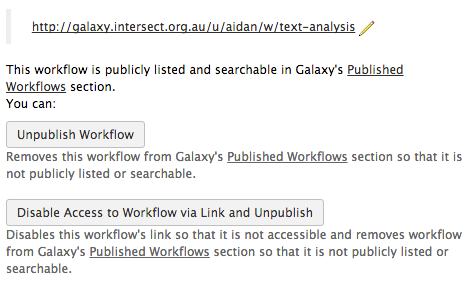 http://galaxy.intersect.org.au/u/aidan/w/text-analysis
This workflow is publicly listed and searchable in Galaxy's Published
Workflows section.
You can:
Unpublish Workflow
Removes this workflow from Galaxy's Published Workflows section so that it is
not publicly listed or searchable.
Disable Access to Workflow via Link and Unpublish
Disables this workflow's link so that it is not accessible and removes workflow
from Galaxy's Published Workflows section so that it is not publicly listed or
searchable.